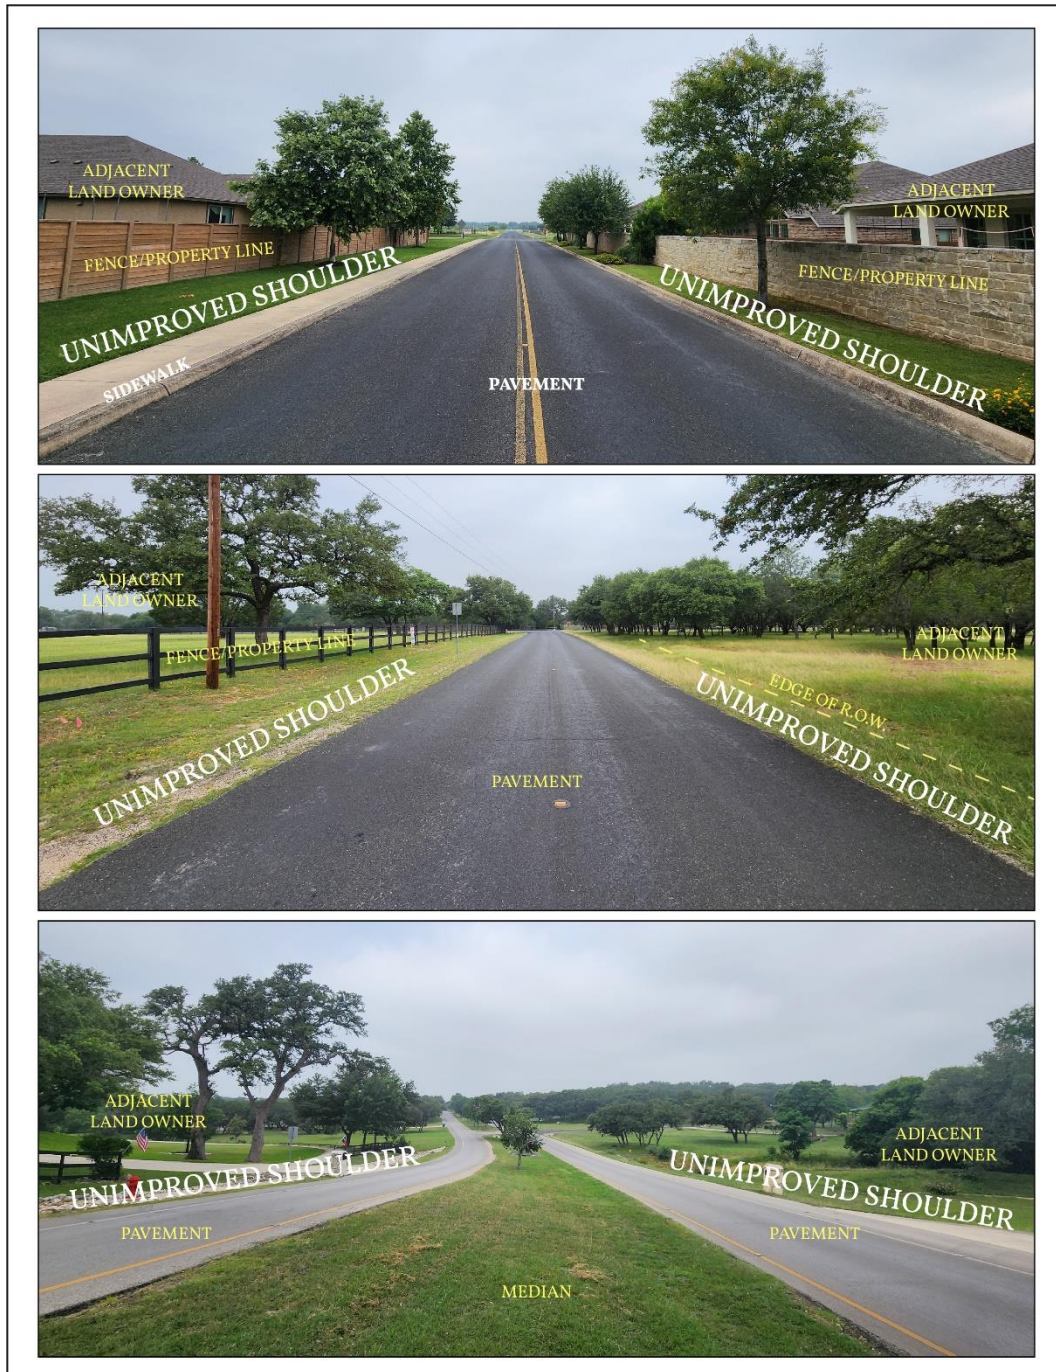 ADJACENT
LAND OWNER
ADJACENT
LAND OWNER
FENCE/PROPERTY LINE
FENCE/PROPERTY LINE
UNIMPROVED SHOULDER
UNIMPROVED SHOULDER
SIDEWALK
PAVEMENT
ADJACENT
LAND OWNER
FENCE/PROPERTY LINE
ADJACENT
LAND OWNER
EDGE OF R.O.W.
UNIMPROVED SHOULDER
UNIMPROVED SHOULDER
PAVEMENT
ADJACENT
LAND OWNER
ADJACENT
LAND OWNER
UNIMPROVED SHOULDER
UNIMPROVED SHOULDER
PAVEMENT
PAVEMENT
MEDIAN